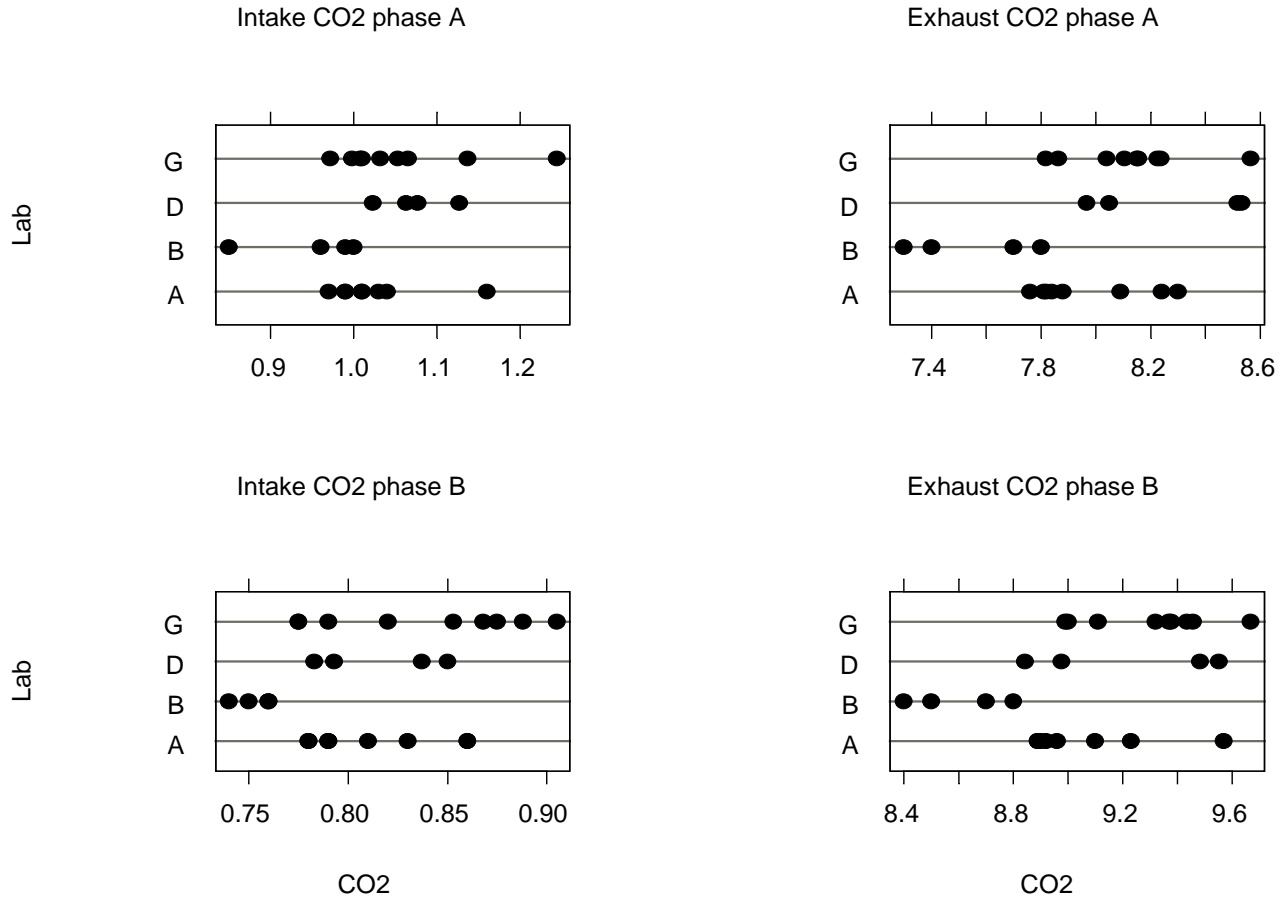 Intake CO2 phase A
Exhaust CO2 phase A
Lab
G
D
B
A
0.9 1.0 1.1 1.2
G
D
B
A
7.4 7.8 8.2 8.6
Intake CO2 phase B
Exhaust CO2 phase B
Lab
G
D
B
A
0.75 0.80 0.85 0.90
CO2
G
D
B
A
8.4 8.8 9.2 9.6
CO2